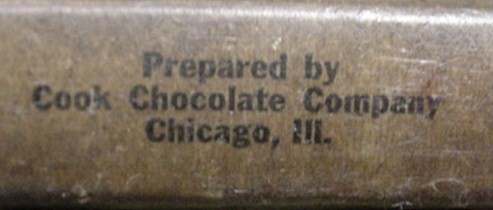 Prepared by
Cook Chocolate Company
Chicago, Ill.